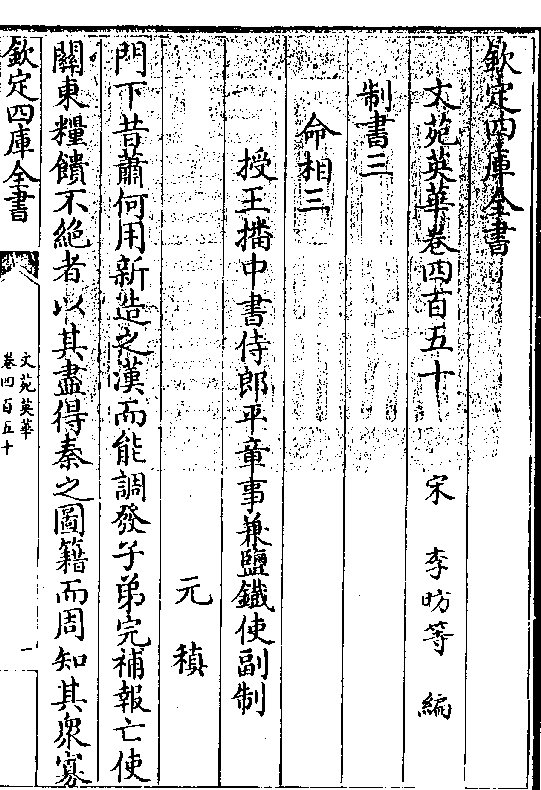 欽定四庫全書
文苑英華卷四百五十
宋 李昉等 編
制書三
命相三
授王播中書侍郎平章事兼鹽鐵使副制
元稹
門下昔蕭何用新造之漢而能調發子弟完補報亡使
關東糧饋不絶者以其盡得秦之圖籍而周知其衆寡
欽定四庫全書
文苑英華
卷四百五十
一